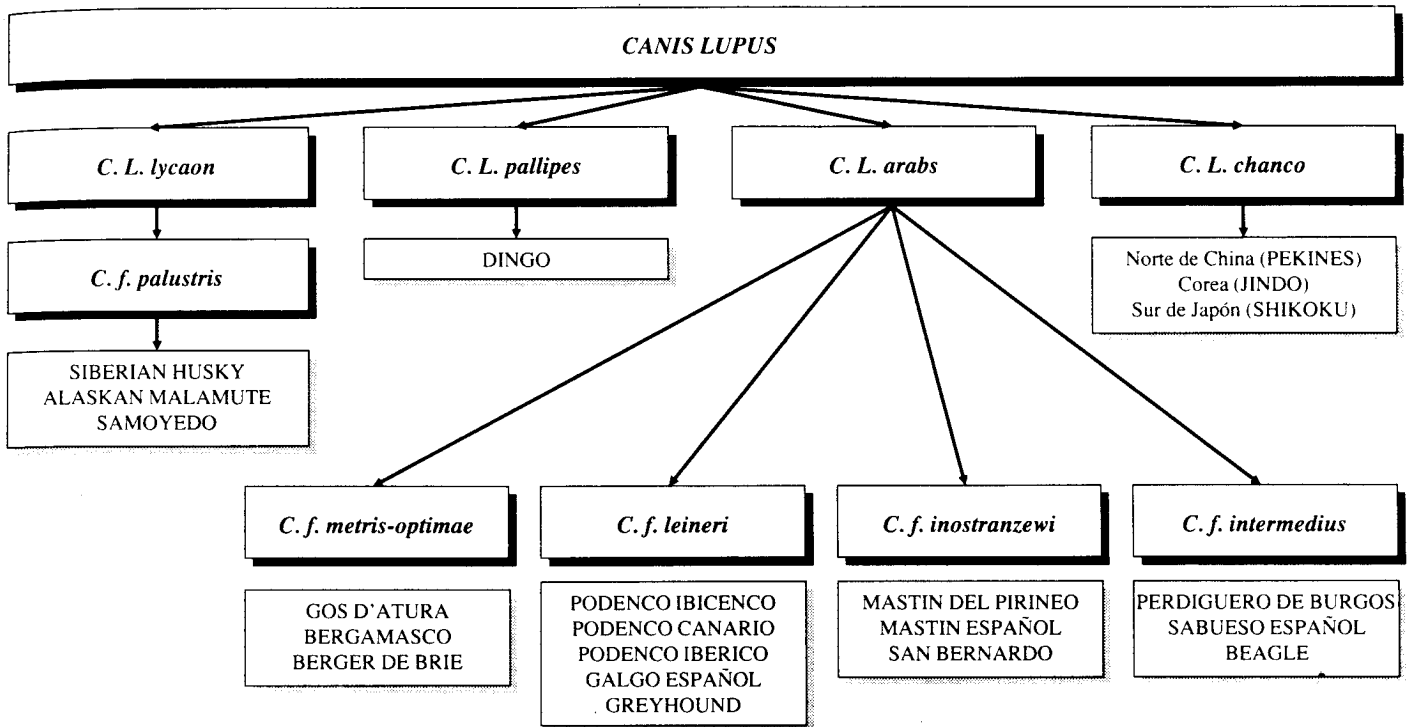 CANIS LUPUS
C. L. lycaon
C. L. pallipes
C. L. arabs
C. L. chanco
C. f. palustris
DINGO
Norte de China (PEKINES)
Corea (JINDO)
Sur de Japón (SHIKOKU)
SIBERIAN HUSKY
ALASKAN MALAMUTE
SAMOYEDO
C. f. metris-optimae
C. f. leineri
C. f. inostranzewi
C. f. intermedius
GOS D'ATURA
BERGAMASCO
BERGER DE BRIE
PODENCO IBICENCO
PODENCO CANARIO
PODENCO IBERICO
GALGO ESPAÑOL
GREYHOUND
MASTIN DEL PIRINEO
MASTIN ESPAÑOL
SAN BERNARDO
PERDIGUERO DE BURGOS
SABUESO ESPAÑOL
BEAGLE